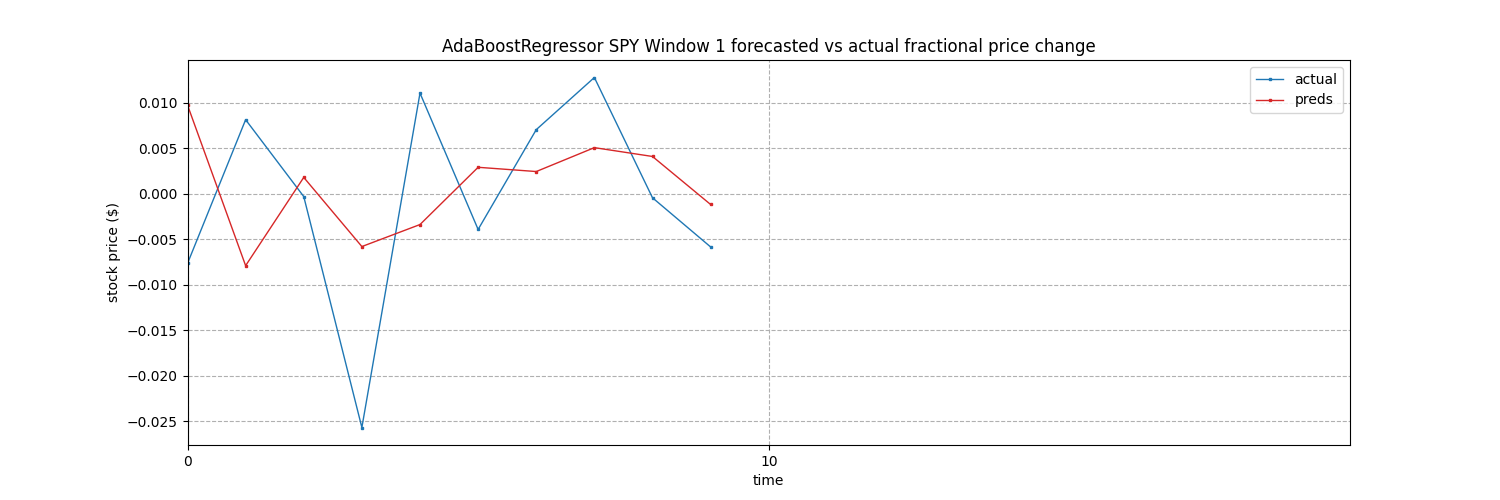 AdaBoostRegressor SPY Window 1 forecasted vs actual fractional price change
actual
preds
0.010
0.005
0.000
−0.005
−0.010
−0.015
−0.020
−0.025
stock price ($)
0
10
time